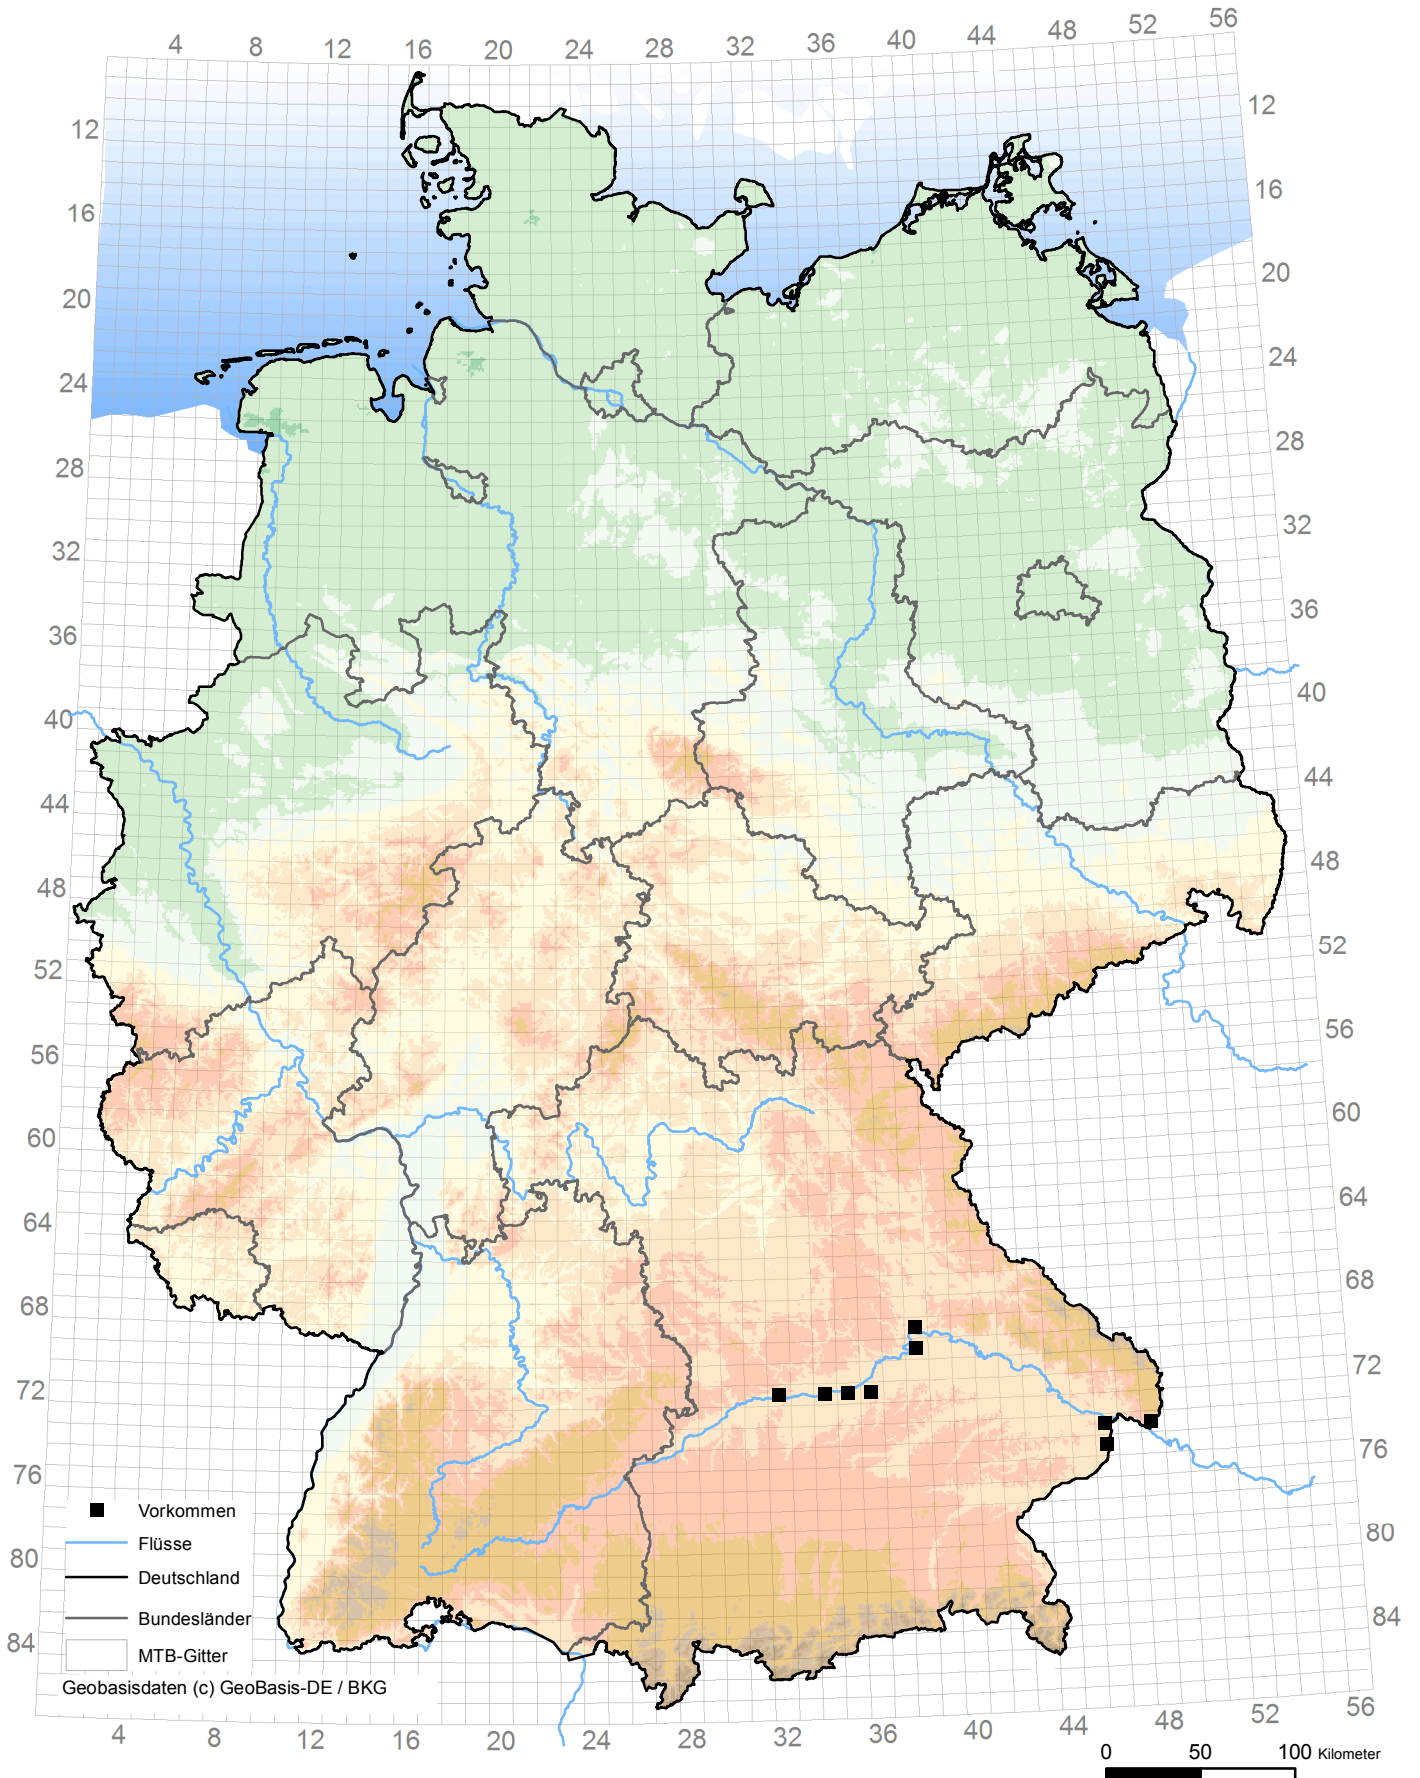 4 8 12 16 20 24 28 32 36 40 44 48 52 56
12 12
16 16
20 20
24 24
28 28
32 32
36 36
40 40
44 44
48 48
52 52
56 56
60 60
64 64
68 68
72 72
76 76
80 80
84 84
Vorkommen
Flüsse
Deutschland
Bundesländer
MTB-Gitter
Geobasisdaten (c) GeoBasis-DE / BKG
4 8 12 16 20 24 28 32 36 40 44 48 52 56
0 50 100 Kilometer